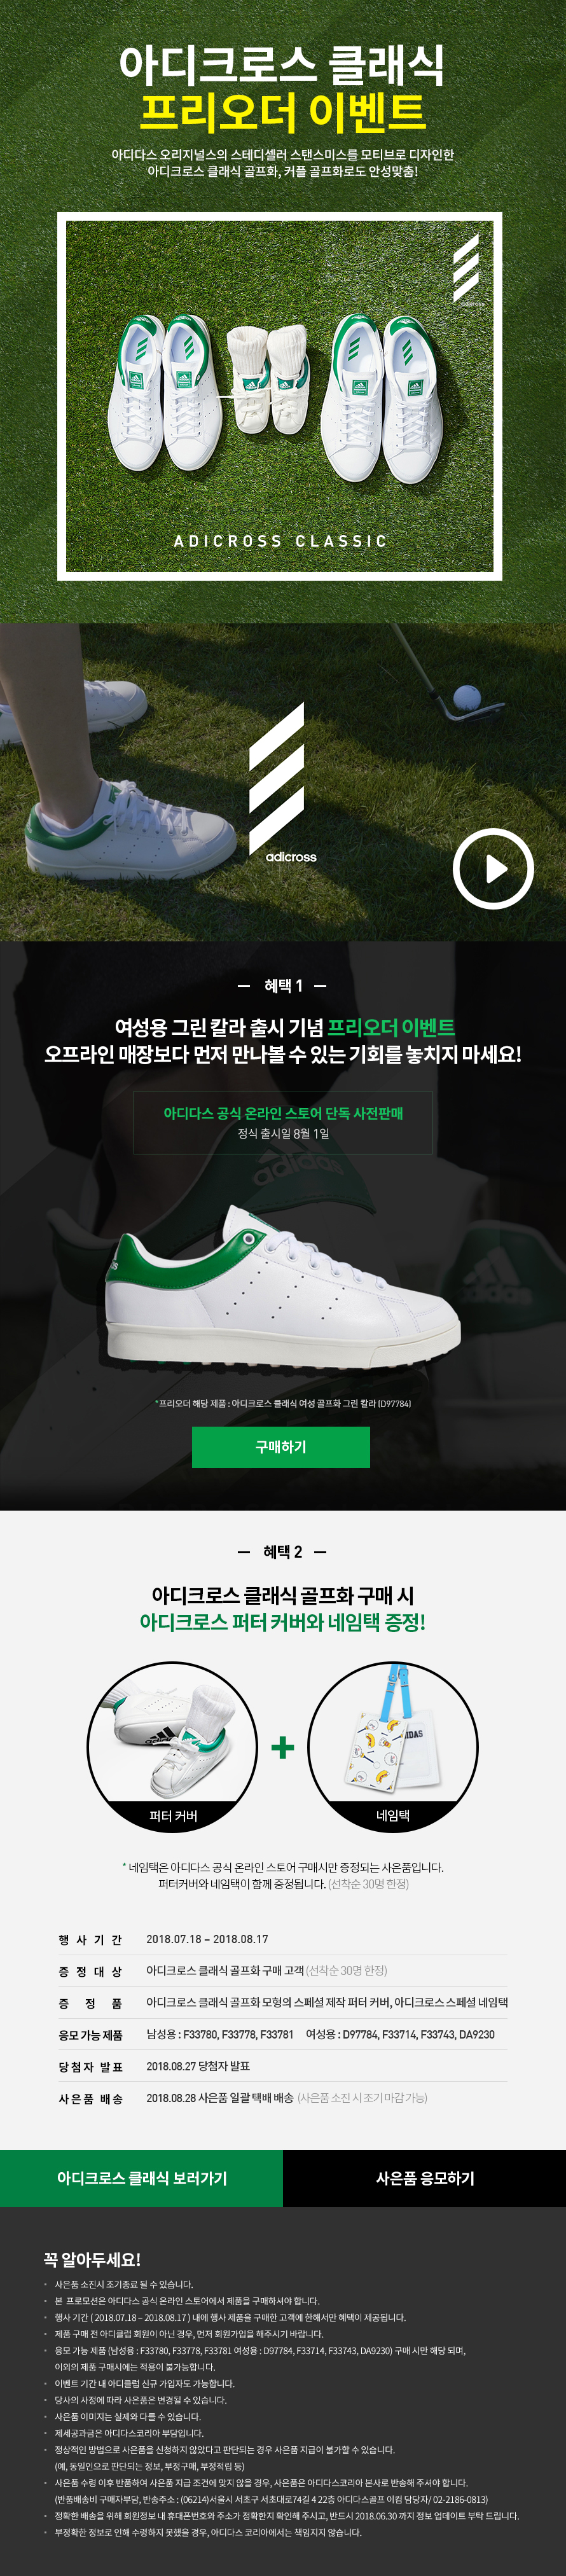 아디크로스 클래식
프리오더 이벤트
아디다스 오리지널스의 스테디셀러 스탠스미스를 모티브로 디자인한
아디크로스 클래식 골프화, 커플 골프화로도 안성맞춤!
adicross
ADICROSS CLASSIC
adicross
혜택 1
여성용 그린 칼라 출시 기념 프리오더 이벤트
오프라인 매장보다 먼저 만나볼 수 있는 기회를 놓치지 마세요!
아디다스 공식 온라인 스토어 단독 사전판매
정식 출시일 8월 1일
adidas
*프리오더 해당 제품 : 아디크로스 클래식 여성 골프화 그린 칼라 (D97784)
구매하기
혜택 2
아디크로스 클래식 골프화 구매 시
아디크로스 퍼터 커버와 네임택 증정!
퍼터 커버
네임택
* 네임택은 아디다스 공식 온라인 스토어 구매시만 증정되는 사은품입니다.
퍼터커버와 네임택이 함께 증정됩니다. (선착순 30명 한정)
행 사 기 간 2018.07.18 – 2018.08.17
증 정 대 상 아디크로스 클래식 골프화 구매 고객 (선착순 30명 한정)
증 정 품 아디크로스 클래식 골프화 모형의 스페셜 제작 퍼터 커버, 아디크로스 스페셜 네임택
응모 가능 제품 남성용 : F33780, F33778, F33781 여성용 : D97784, F33714, F33743, DA9230
당첨자 발표 2018.08.27 당첨자 발표
사은품 배송 2018.08.28 사은품 일괄 택배 배송 (사은품 소진 시 조기 마감 가능)
아디크로스 클래식 보러가기
사은품 응모하기
꼭 알아두세요!
• 사은품 소진시 조기종료 될 수 있습니다.
• 본 프로모션은 아디다스 공식 온라인 스토어에서 제품을 구매하셔야 합니다.
• 행사 기간 ( 2018.07.18 – 2018.08.17 ) 내에 행사 제품을 구매한 고객에 한해서만 혜택이 제공됩니다.
• 제품 구매 전 아디클럽 회원이 아닌 경우, 먼저 회원가입을 해주시기 바랍니다.
• 응모 가능 제품 (남성용 : F33780, F33778, F33781 여성용 : D97784, F33714, F33743, DA9230) 구매 시만 해당 되며,
이외의 제품 구매시에는 적용이 불가능합니다.
• 이벤트 기간 내 아디클럽 신규 가입자도 가능합니다.
• 당사의 사정에 따라 사은품은 변경될 수 있습니다.
• 사은품 이미지는 실제와 다를 수 있습니다.
• 제세공과금은 아디다스코리아 부담입니다.
• 정상적인 방법으로 사은품을 신청하지 않았다고 판단되는 경우 사은품 지급이 불가할 수 있습니다.
(예, 동일인으로 판단되는 정보, 부정구매, 부정적립 등)
• 사은품 수령 이후 반품하여 사은품 지급 조건에 맞지 않을 경우, 사은품은 아디다스코리아 본사로 반송해 주셔야 합니다.
(반품배송비 구매자부담, 반송주소 : (06214)서울시 서초구 서초대로74길 4 22층 아디다스골프 이컴 담당자/ 02-2186-0813)
• 정확한 배송을 위해 회원정보 내 휴대폰번호와 주소가 정확한지 확인해 주시고, 반드시 2018.06.30 까지 정보 업데이트 부탁 드립니다.
• 부정확한 정보로 인해 수령하지 못했을 경우, 아디다스 코리아에서는 책임지지 않습니다.